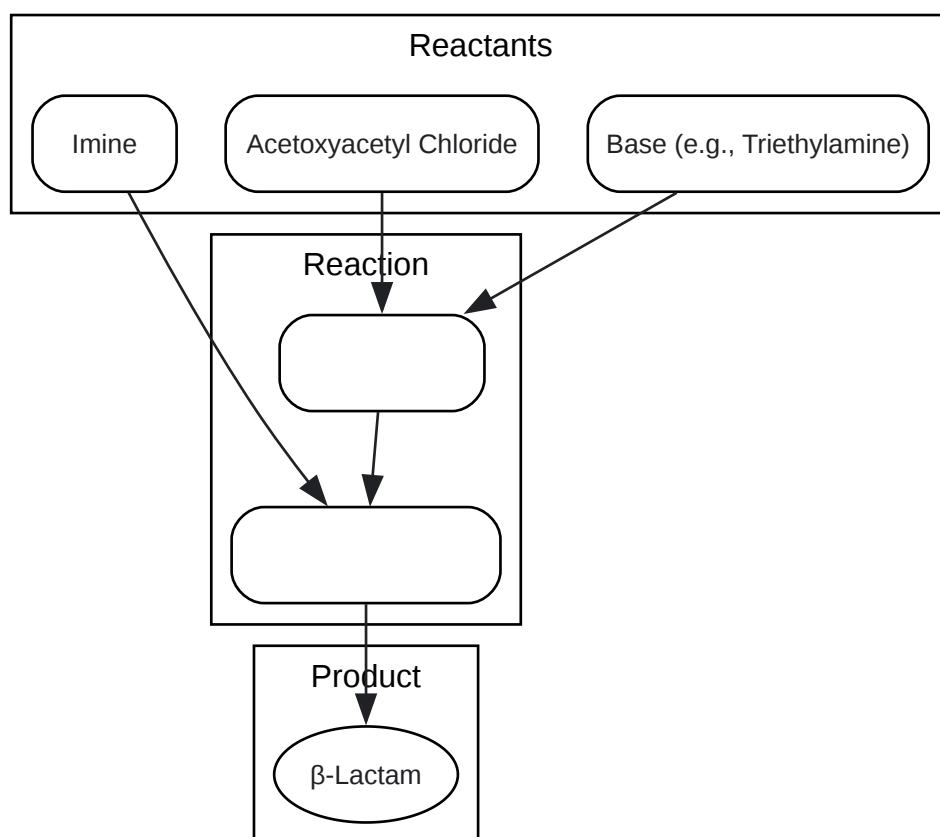 Reactants
Imine
Acetoxyacetyl Chloride
Base (e.g., Triethylamine)
Reaction
Product
β-Lactam